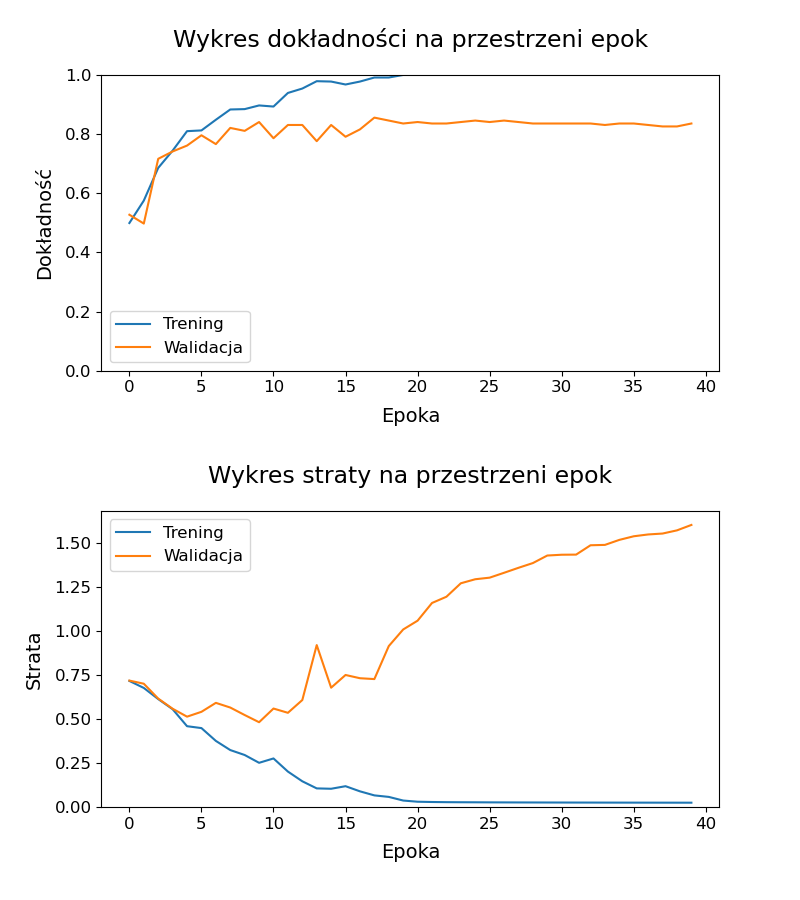 Wykres dokładności na przestrzeni epok
1.0
0.8
0.6
0.4
0.2
0.0
Dokładność
Trening
Walidacja
0 5 10 15 20 25 30 35 40
Epoka
Wykres straty na przestrzeni epok
1.50
1.25
1.00
0.75
0.50
0.25
0.00
Strata
Trening
Walidacja
0 5 10 15 20 25 30 35 40
Epoka